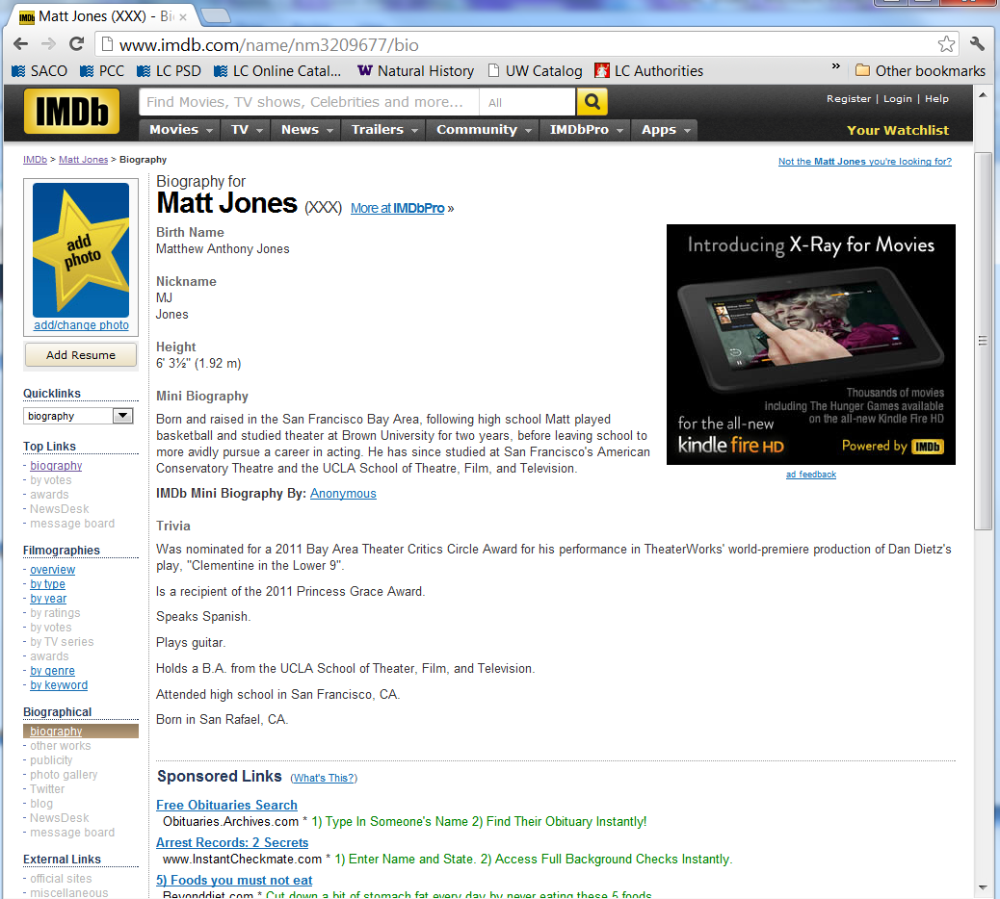 IMDb Matt Jones (XXX) - Bi ×
www.imdb.com/name/nm3209677/bio
SACO PCC LC PSD LC Online Catal... W Natural History UW Catalog LC Authorities » Other bookmarks
IMDb
Find Movies, TV shows, Celebrities and more... All
Register | Login | Help
Movies TV News Trailers Community IMDbPro Apps
Your Watchlist
IMDb > Matt Jones > Biography
Not the Matt Jones you're looking for?
add
photo
add/change photo
Add Resume
Quicklinks
biography
Top Links
- biography
- by votes
- awards
- NewsDesk
- message board
Filmographies
- overview
- by type
- by year
- by ratings
- by votes
- by TV series
- awards
- by genre
- by keyword
Biographical
biography
- other works
- publicity
- photo gallery
- Twitter
- blog
- NewsDesk
- message board
External Links
- official sites
- miscellaneous
Biography for
Matt Jones (XXX) More at IMDbPro »
Birth Name
Matthew Anthony Jones
Nickname
MJ
Jones
Height
6' 3½" (1.92 m)
Mini Biography
Born and raised in the San Francisco Bay Area, following high school Matt played
basketball and studied theater at Brown University for two years, before leaving school to
more avidly pursue a career in acting. He has since studied at San Francisco's American
Conservatory Theatre and the UCLA School of Theatre, Film, and Television.
IMDb Mini Biography By: Anonymous
Introducing X-Ray for Movies
Thousands of movies
including The Hunger Games available
on the all-new Kindle Fire HD
for the all-new
kindle fire HD
Powered by IMDb
ad feedback
Trivia
Was nominated for a 2011 Bay Area Theater Critics Circle Award for his performance in TheaterWorks' world-premiere production of Dan Dietz's
play, "Clementine in the Lower 9".
Is a recipient of the 2011 Princess Grace Award.
Speaks Spanish.
Plays guitar.
Holds a B.A. from the UCLA School of Theater, Film, and Television.
Attended high school in San Francisco, CA.
Born in San Rafael, CA.
Sponsored Links (What's This?)
Free Obituaries Search
Obituaries.Archives.com * 1) Type In Someone's Name 2) Find Their Obituary Instantly!
Arrest Records: 2 Secrets
www.InstantCheckmate.com * 1) Enter Name and State. 2) Access Full Background Checks Instantly.
5) Foods you must not eat
Beyonddiet.com * Cut down a bit of stomach fat every day by never eating these 5 foods.